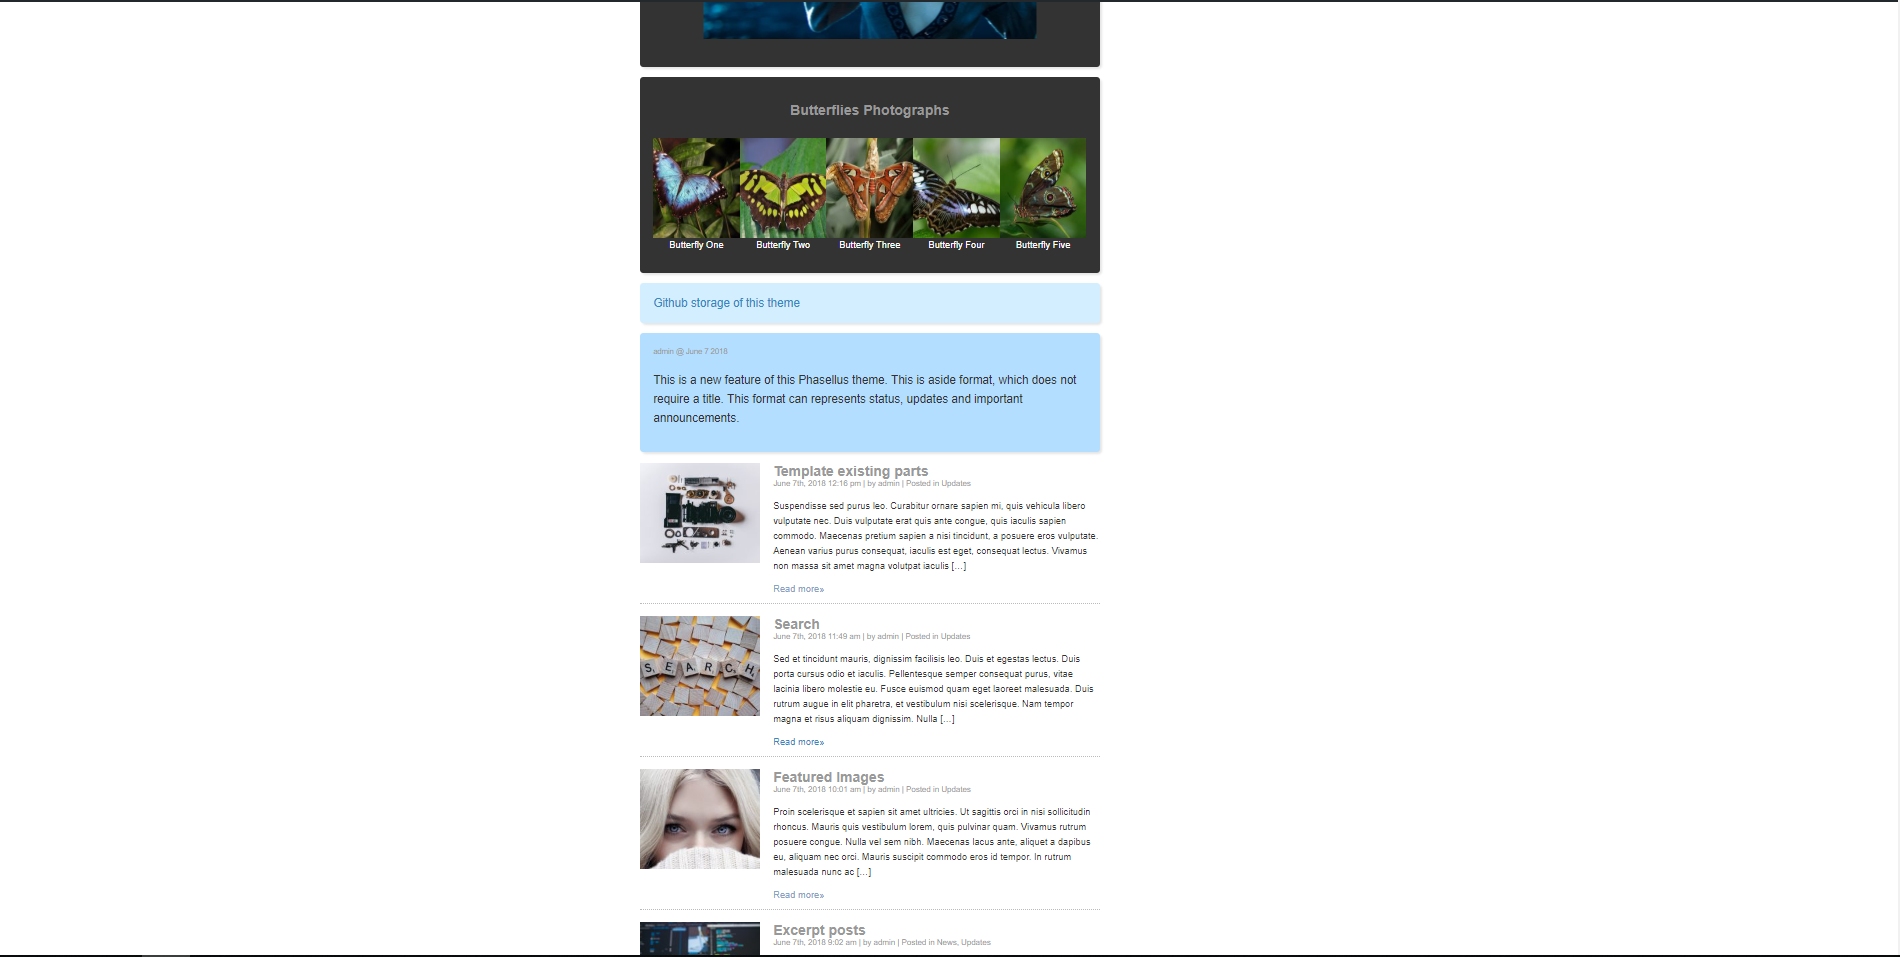 Butterflies Photographs
Butterfly One
Butterfly Two
Butterfly Three
Butterfly Four
Butterfly Five
Github storage of this theme
admin @ June 7 2018
This is a new feature of this Phasellus theme. This is aside format, which does not
require a title. This format can represents status, updates and important
announcements.
Template existing parts
June 7th, 2018 12:16 pm | by admin | Posted in Updates
Suspendisse sed purus leo. Curabitur ornare sapien mi, quis vehicula libero
vulputate nec. Duis vulputate erat quis ante congue, quis iaculis sapien
commodo. Maecenas pretium sapien a nisi tincidunt, a posuere eros vulputate.
Aenean varius purus consequat, iaculis est eget, consequat lectus. Vivamus
non massa sit amet magna volutpat iaculis […]
Read more»
SEARCH
Search
June 7th, 2018 11:49 am | by admin | Posted in Updates
Sed et tincidunt mauris, dignissim facilisis leo. Duis et egestas lectus. Duis
porta cursus odio et iaculis. Pellentesque semper consequat purus, vitae
lacinia libero molestie eu. Fusce euismod quam eget laoreet malesuada. Duis
rutrum augue in elit pharetra, et vestibulum nisi scelerisque. Nam tempor
magna et risus aliquam dignissim. Nulla […]
Read more»
Featured Images
June 7th, 2018 10:01 am | by admin | Posted in Updates
Proin scelerisque et sapien sit amet ultricies. Ut sagittis orci in nisi sollicitudin
rhoncus. Mauris quis vestibulum lorem, quis pulvinar quam. Vivamus rutrum
posuere congue. Nulla vel sem nibh. Maecenas lacus ante, aliquet a dapibus
eu, aliquam nec orci. Mauris suscipit commodo eros id tempor. In rutrum
malesuada nunc ac […]
Read more»
Excerpt posts
June 7th, 2018 9:02 am | by admin | Posted in News, Updates